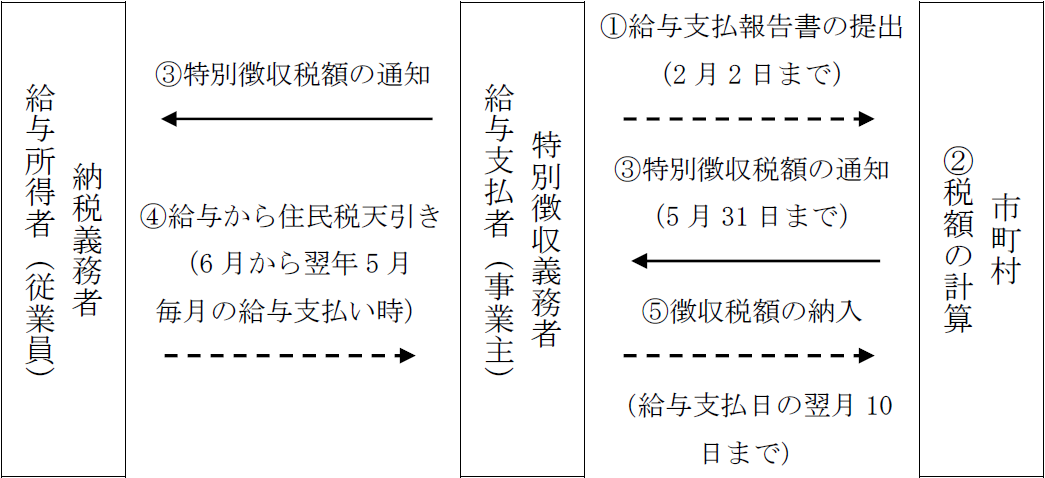 納税義務者
給与所得者（従業員）
③特別徴収税額の通知
④給与から住民税天引き
（6月から翌年5月
毎月の給与支払い時）
特別徴収義務者
給与支払者（事業主）
①給与支払報告書の提出
（2月2日まで）
③特別徴収税額の通知
（5月31日まで）
⑤徴収税額の納入
（給与支払日の翌月10
日まで）
市町村
②税額の計算